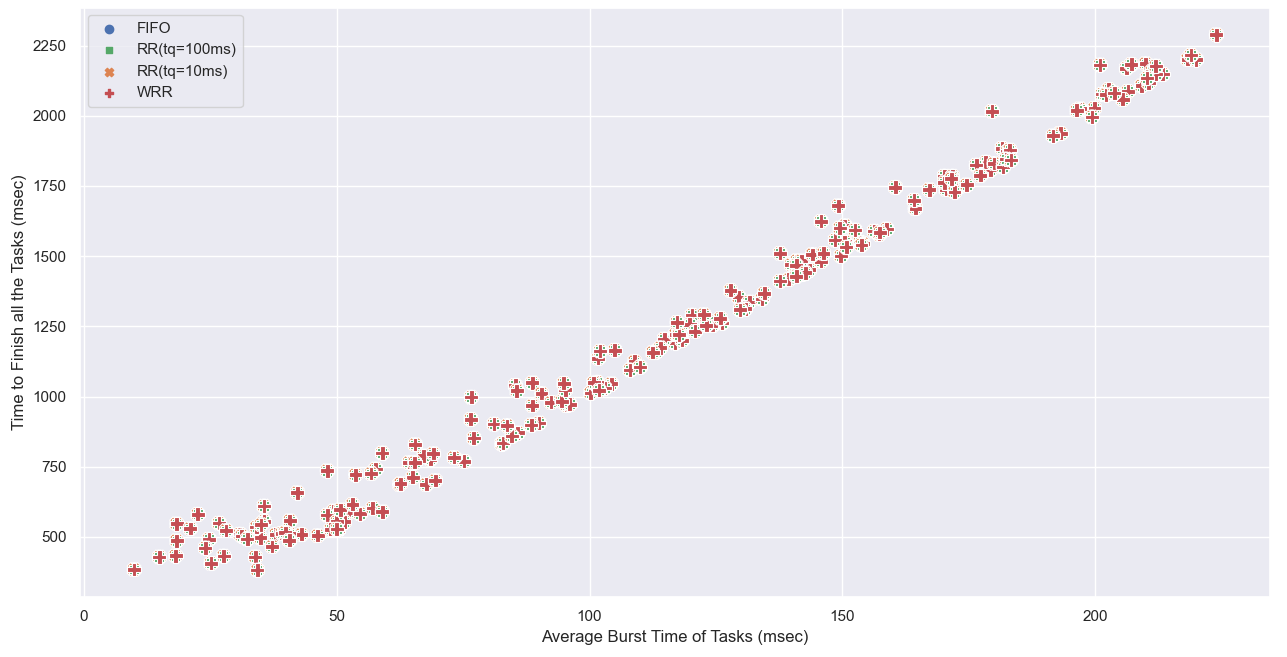 FIFO
RR(tq=100ms)
RR(tq=10ms)
WRR
Time to Finish all the Tasks (msec)
2250
2000
1750
1500
1250
1000
750
500
0 50 100 150 200
Average Burst Time of Tasks (msec)